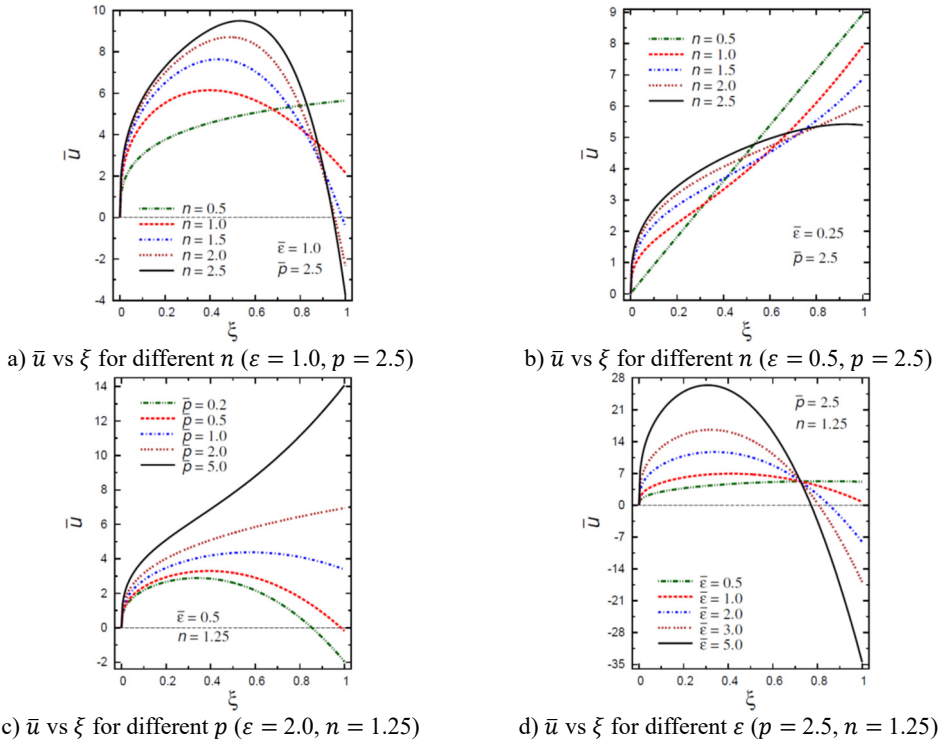 10
8
6
4
2
0
-2
-4
ū
n = 0.5
n = 1.0
n = 1.5
n = 2.0
n = 2.5
ε̄ = 1.0
p̄ = 2.5
0 0.2 0.4 0.6 0.8 1
ξ
a) ū vs ξ for different n (ε = 1.0, p = 2.5)
9
8
7
6
5
4
3
2
1
0
ū
n = 0.5
n = 1.0
n = 1.5
n = 2.0
n = 2.5
ε̄ = 0.25
p̄ = 2.5
0 0.2 0.4 0.6 0.8 1
ξ
b) ū vs ξ for different n (ε = 0.5, p = 2.5)
14
12
10
8
6
4
2
0
-2
ū
p̄ = 0.2
p̄ = 0.5
p̄ = 1.0
p̄ = 2.0
p̄ = 5.0
ε̄ = 0.5
n = 1.25
0 0.2 0.4 0.6 0.8 1
ξ
c) ū vs ξ for different p (ε = 2.0, n = 1.25)
28
21
14
7
0
-7
-14
-21
-28
-35
ū
p̄ = 2.5
n = 1.25
ε̄ = 0.5
ε̄ = 1.0
ε̄ = 2.0
ε̄ = 3.0
ε̄ = 5.0
0 0.2 0.4 0.6 0.8 1
ξ
d) ū vs ξ for different ε (p = 2.5, n = 1.25)